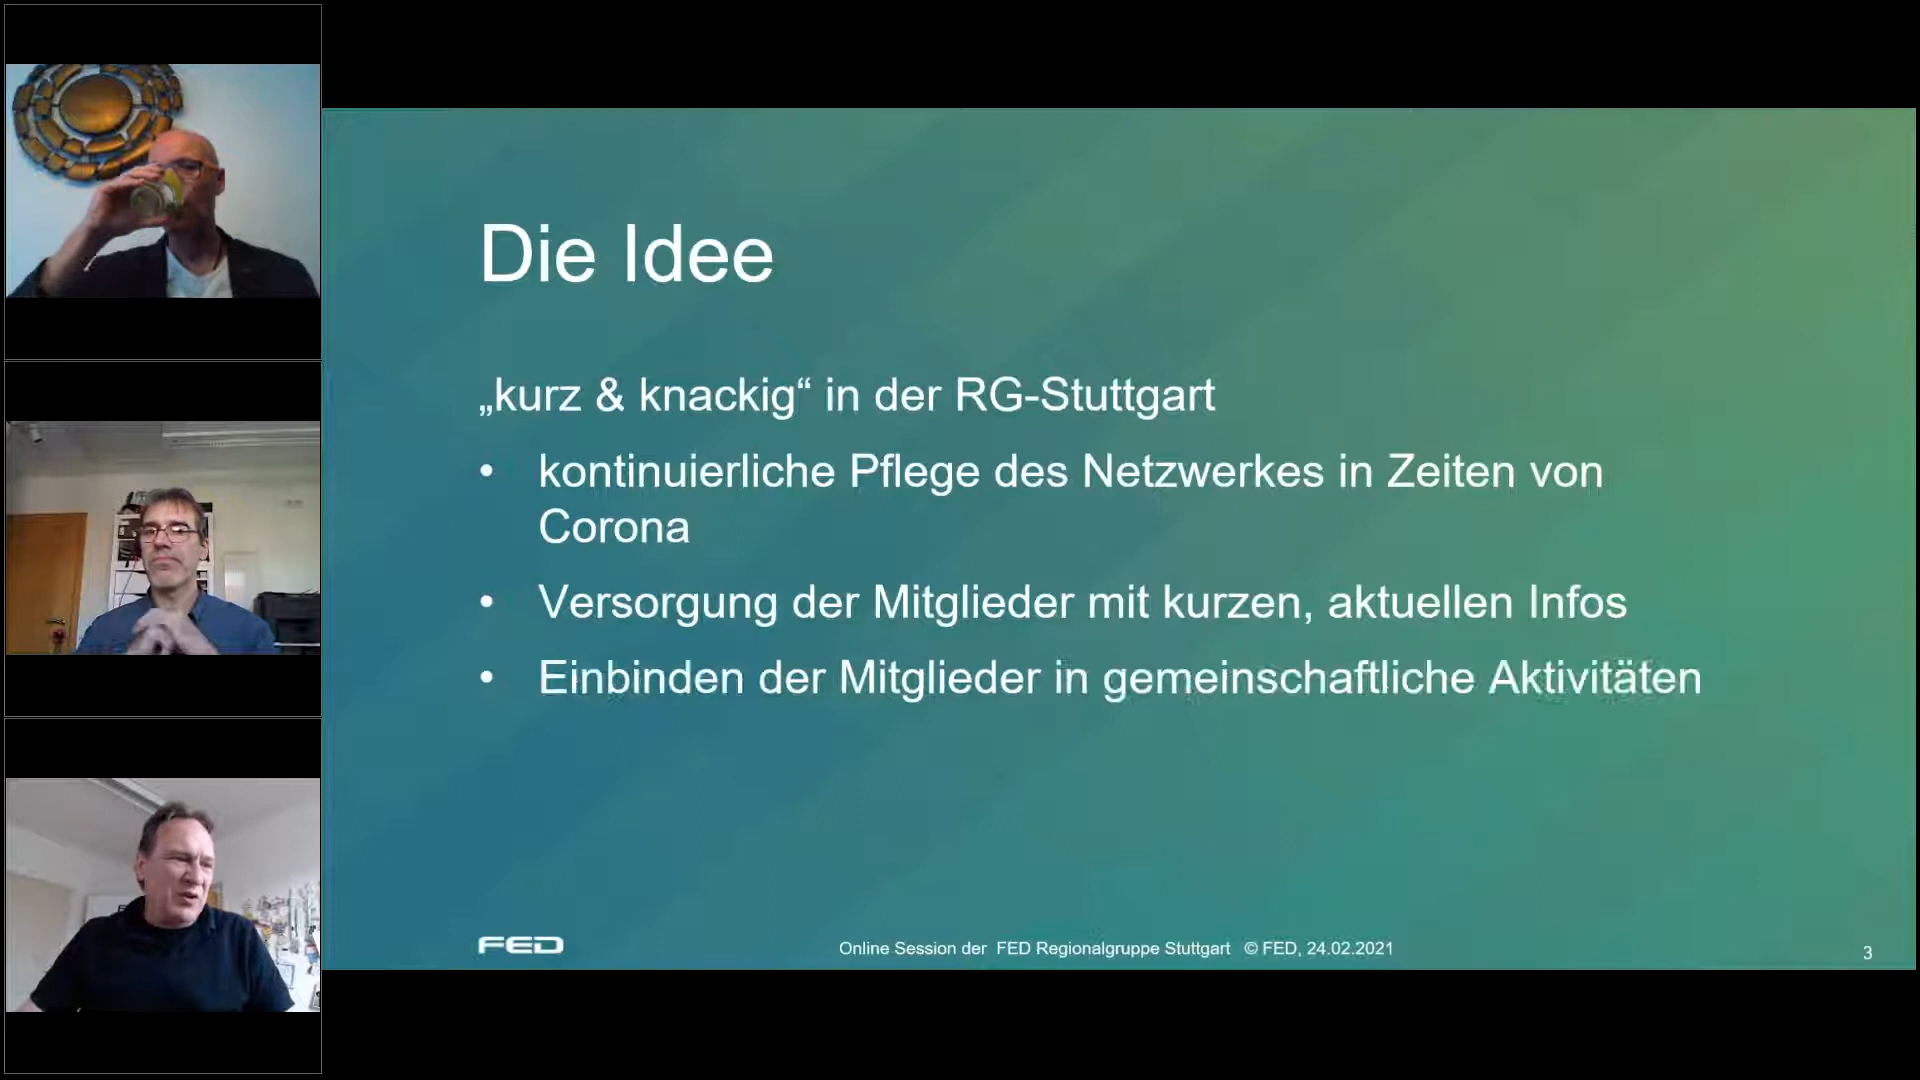 Die Idee
„kurz & knackig“ in der RG-Stuttgart
• kontinuierliche Pflege des Netzwerkes in Zeiten von
Corona
• Versorgung der Mitglieder mit kurzen, aktuellen Infos
• Einbinden der Mitglieder in gemeinschaftliche Aktivitäten
FED
Online Session der FED Regionalgruppe Stuttgart © FED, 24.02.2021
3